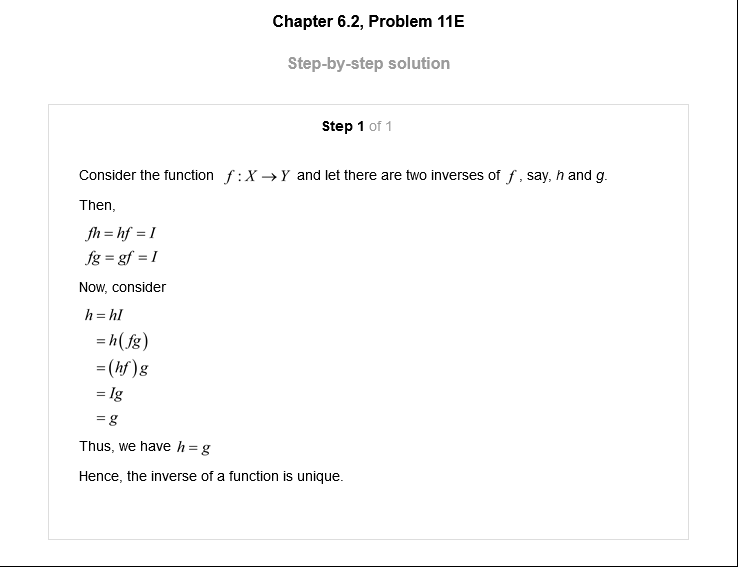 Chapter 6.2, Problem 11E
Step-by-step solution
Step 1 of 1
Consider the function f : X → Y and let there are two inverses of f , say, h and g.
Then,
fh = hf = I
fg = gf = I
Now, consider
h = hI
= h(fg)
= (hf)g
= Ig
= g
Thus, we have h = g
Hence, the inverse of a function is unique.